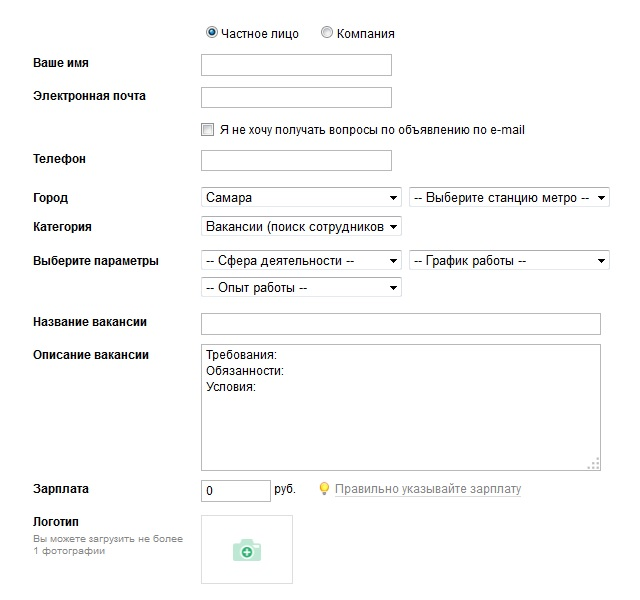 Частное лицо Компания
Ваше имя
Электронная почта
Я не хочу получать вопросы по объявлению по e-mail
Телефон
Город Самара -- Выберите станцию метро --
Категория Вакансии (поиск сотрудников
Выберите параметры -- Сфера деятельности -- -- График работы --
-- Опыт работы --
Название вакансии
Описание вакансии Требования:
Обязанности:
Условия:
Зарплата 0 руб. Правильно указывайте зарплату
Логотип
Вы можете загрузить не более
1 фотографии